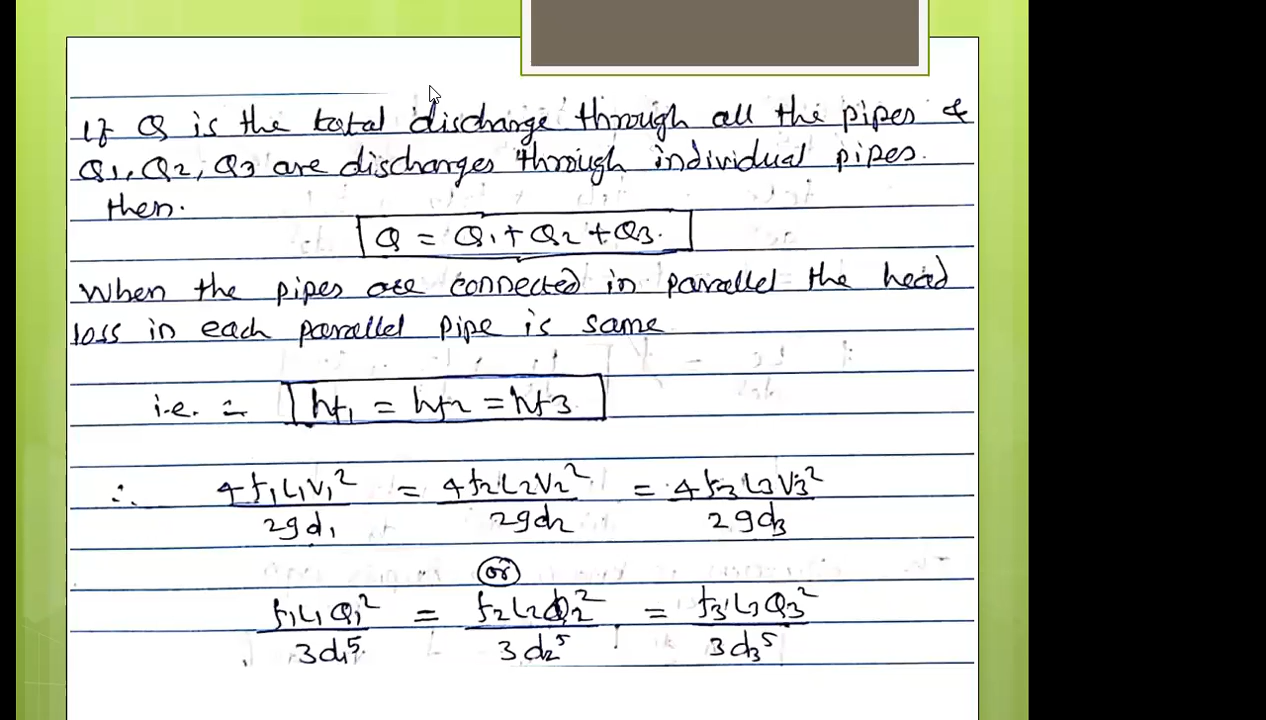 If Q is the total discharge through all the pipes &
Q1, Q2, Q3 are discharges through individual pipes.
then.
Q = Q1 + Q2 + Q3.
When the pipes are connected in parallel the head
loss in each parallel pipe is same
i.e. := hf1 = hf2 = hf3
∴ 4f1L1V1²/2gd1 = 4f2L2V2²/2gd2 = 4f3L3V3²/2gd3
or
f1L1Q1²/3d1⁵ = f2L2Q2²/3d2⁵ = f3L3Q3²/3d3⁵